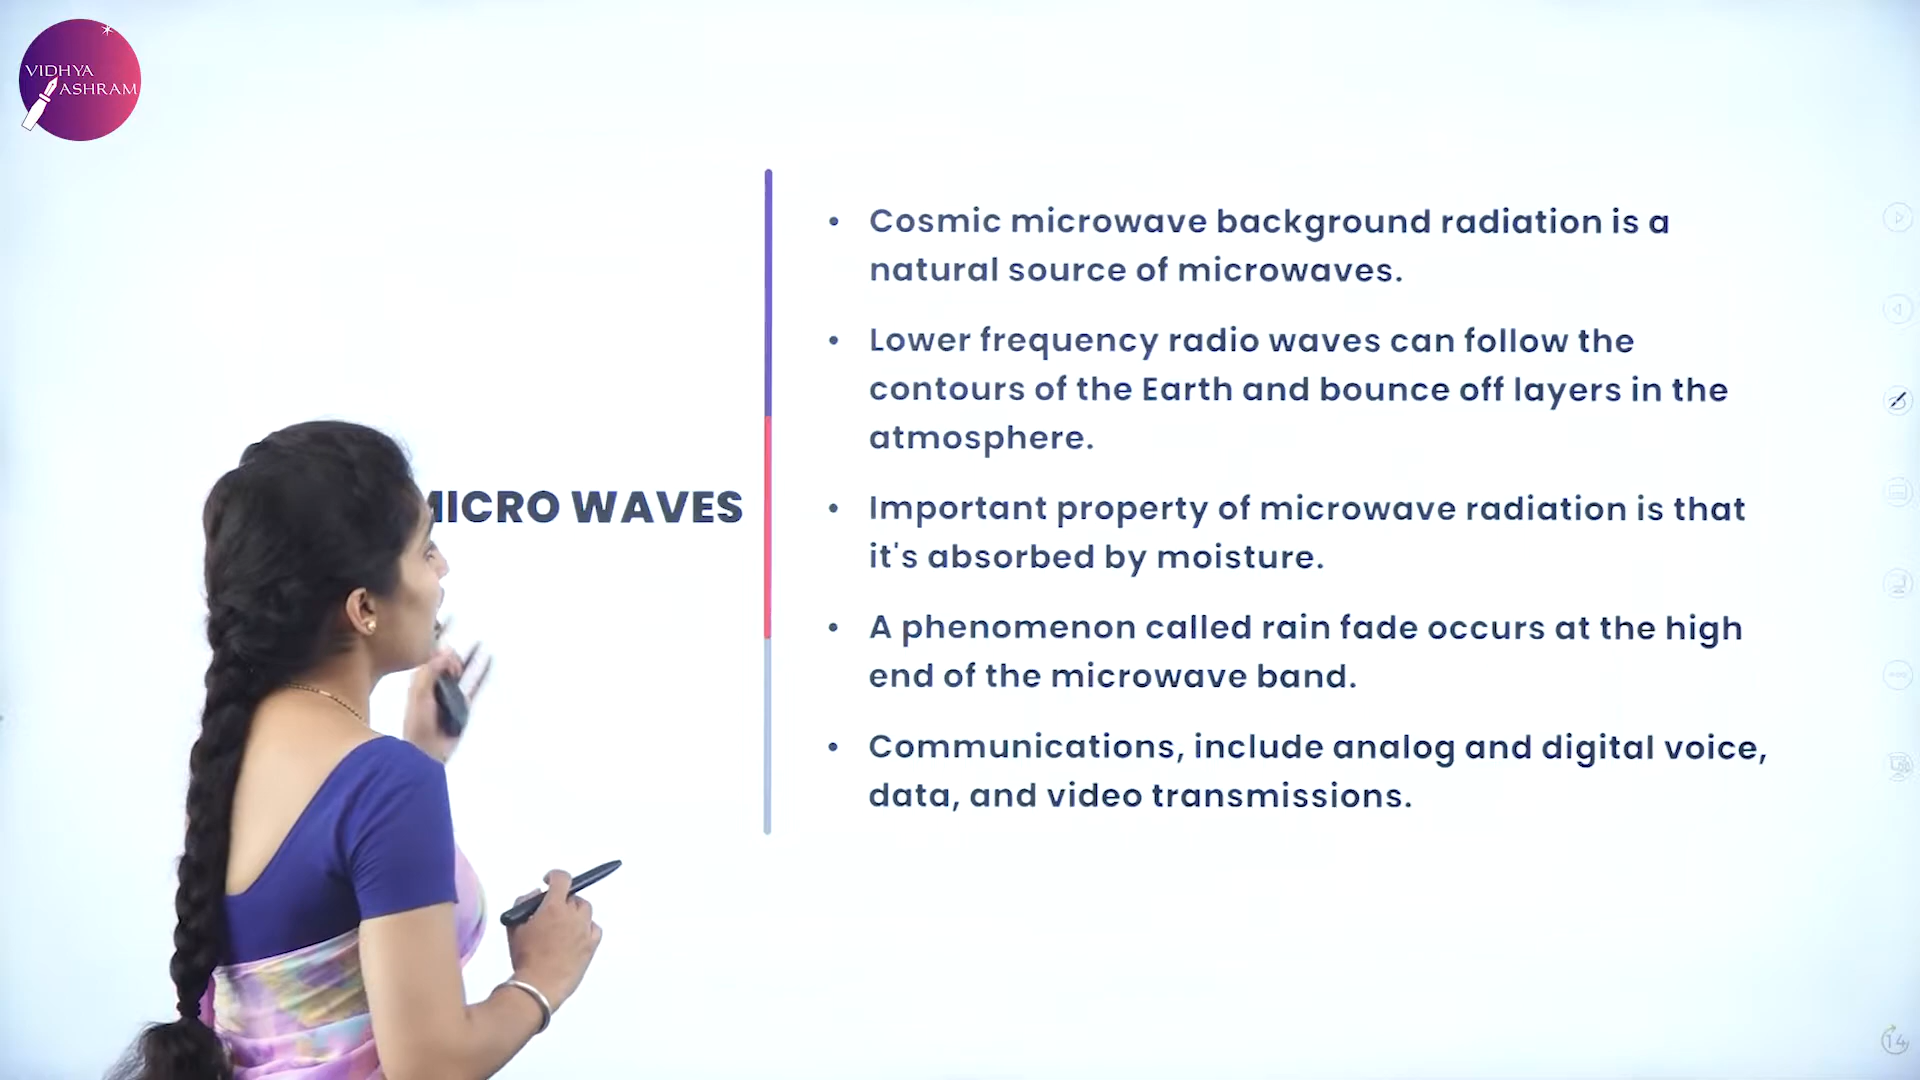 VIDHYA
ASHRAM
MICRO WAVES
• Cosmic microwave background radiation is a
natural source of microwaves.
• Lower frequency radio waves can follow the
contours of the Earth and bounce off layers in the
atmosphere.
• Important property of microwave radiation is that
it's absorbed by moisture.
• A phenomenon called rain fade occurs at the high
end of the microwave band.
• Communications, include analog and digital voice,
data, and video transmissions.
14